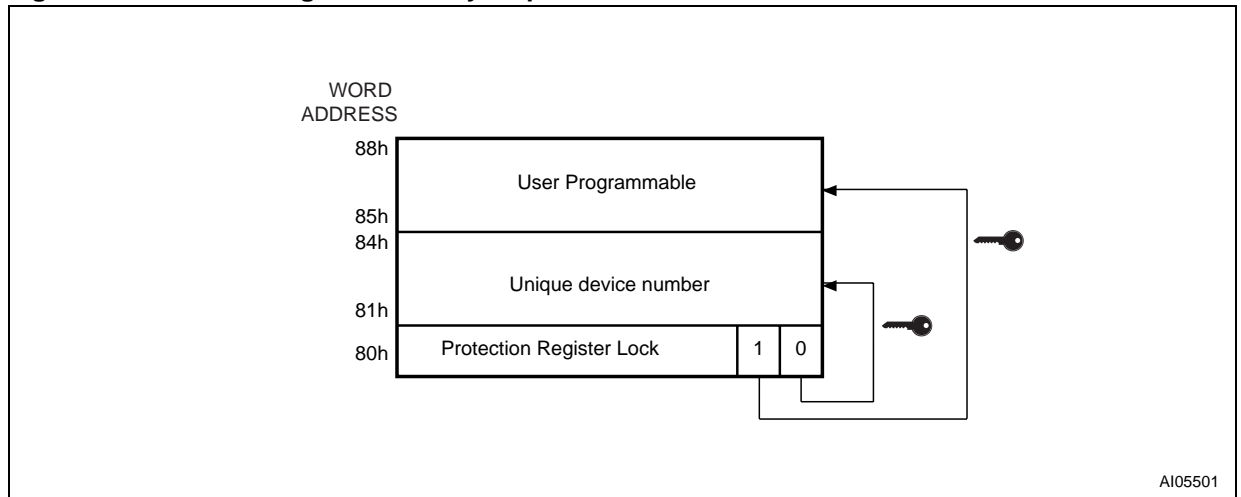 WORD
ADDRESS
88h
User Programmable
85h
84h
Unique device number
81h
80h
Protection Register Lock
1
0
AI05501